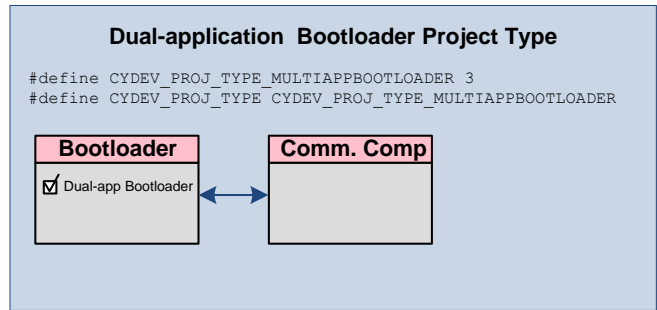 Dual-application Bootloader Project Type
#define CYDEV_PROJ_TYPE_MULTIAPPBOOTLOADER 3
#define CYDEV_PROJ_TYPE CYDEV_PROJ_TYPE_MULTIAPPBOOTLOADER
Bootloader
Comm. Comp
Dual-app Bootloader